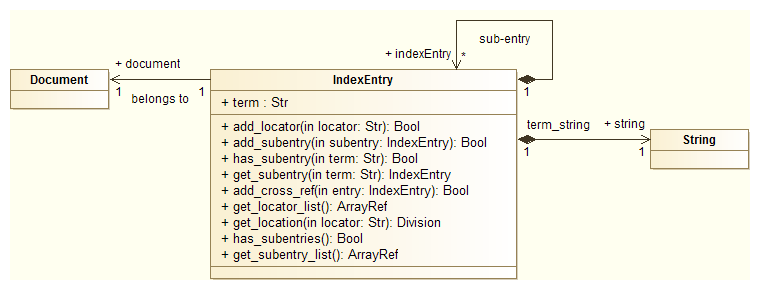 sub-entry
+ indexEntry
*
+ document
Document
IndexEntry
1
belongs to
1
1
+ term : Str
+ add_locator(in locator: Str): Bool
+ add_subentry(in subentry: IndexEntry): Bool
+ has_subentry(in term: Str): Bool
+ get_subentry(in term: Str): IndexEntry
+ add_cross_ref(in entry: IndexEntry): Bool
+ get_locator_list(): ArrayRef
+ get_location(in locator: Str): Division
+ has_subentries(): Bool
+ get_subentry_list(): ArrayRef
term_string
+ string
1
1
String